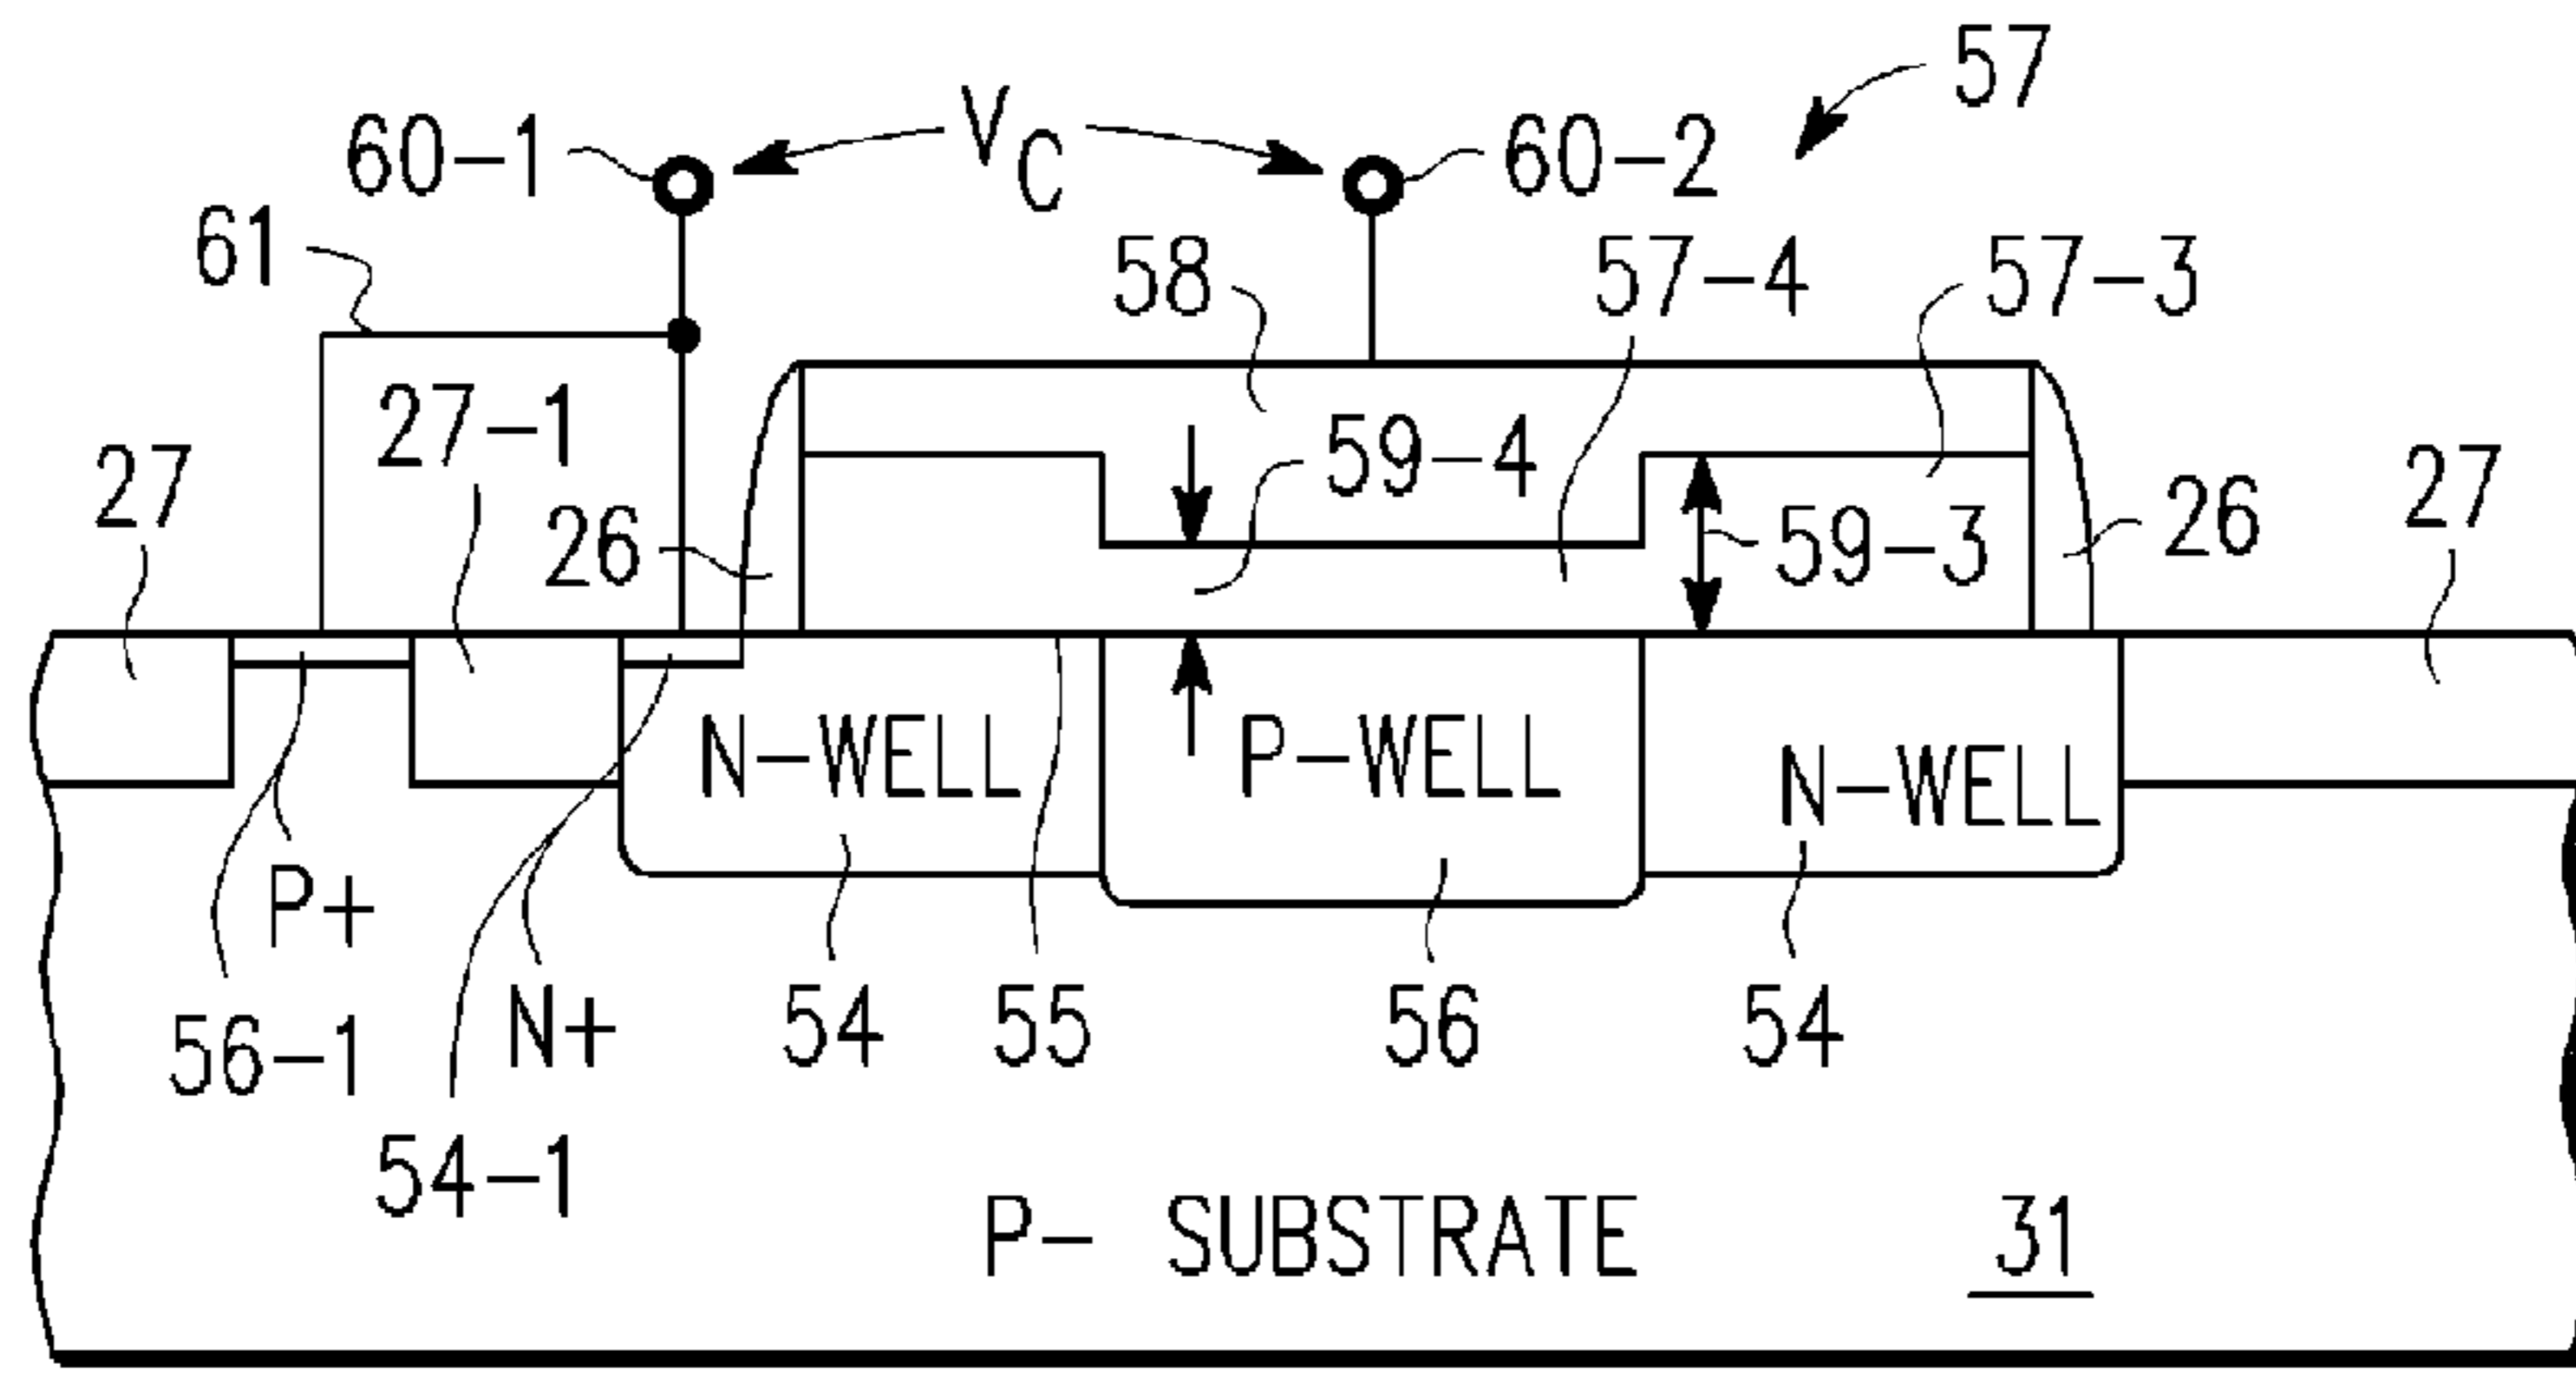 57
60-1 V_C 60-2
61 58 57-4 57-3
27 27-1 26 59-4 59-3 26 27
N-WELL P-WELL N-WELL
P+
56-1 N+ 54 55 56 54
54-1
P- SUBSTRATE 31